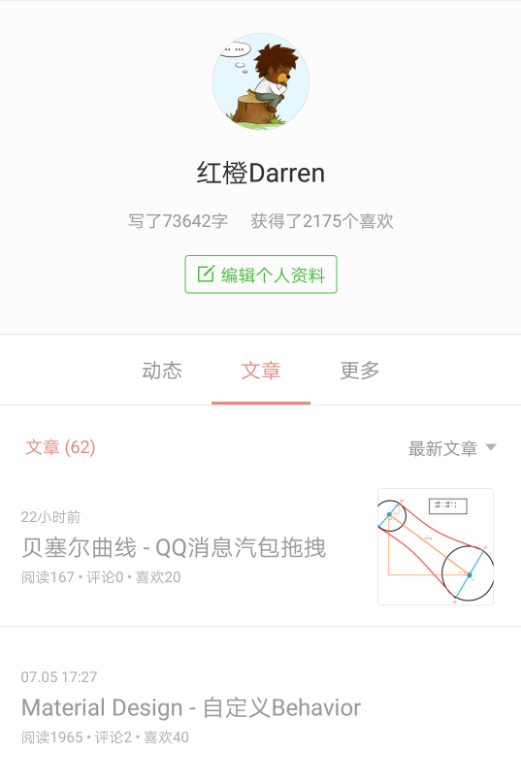 红橙Darren
写了73642字 获得了2175个喜欢
编辑个人资料
动态 文章 更多
文章 (62) 最新文章
22小时前
贝塞尔曲线 - QQ消息汽包拖拽
阅读167 • 评论0 • 喜欢20
07.05 17:27
Material Design - 自定义Behavior
阅读1965 • 评论2 • 喜欢40